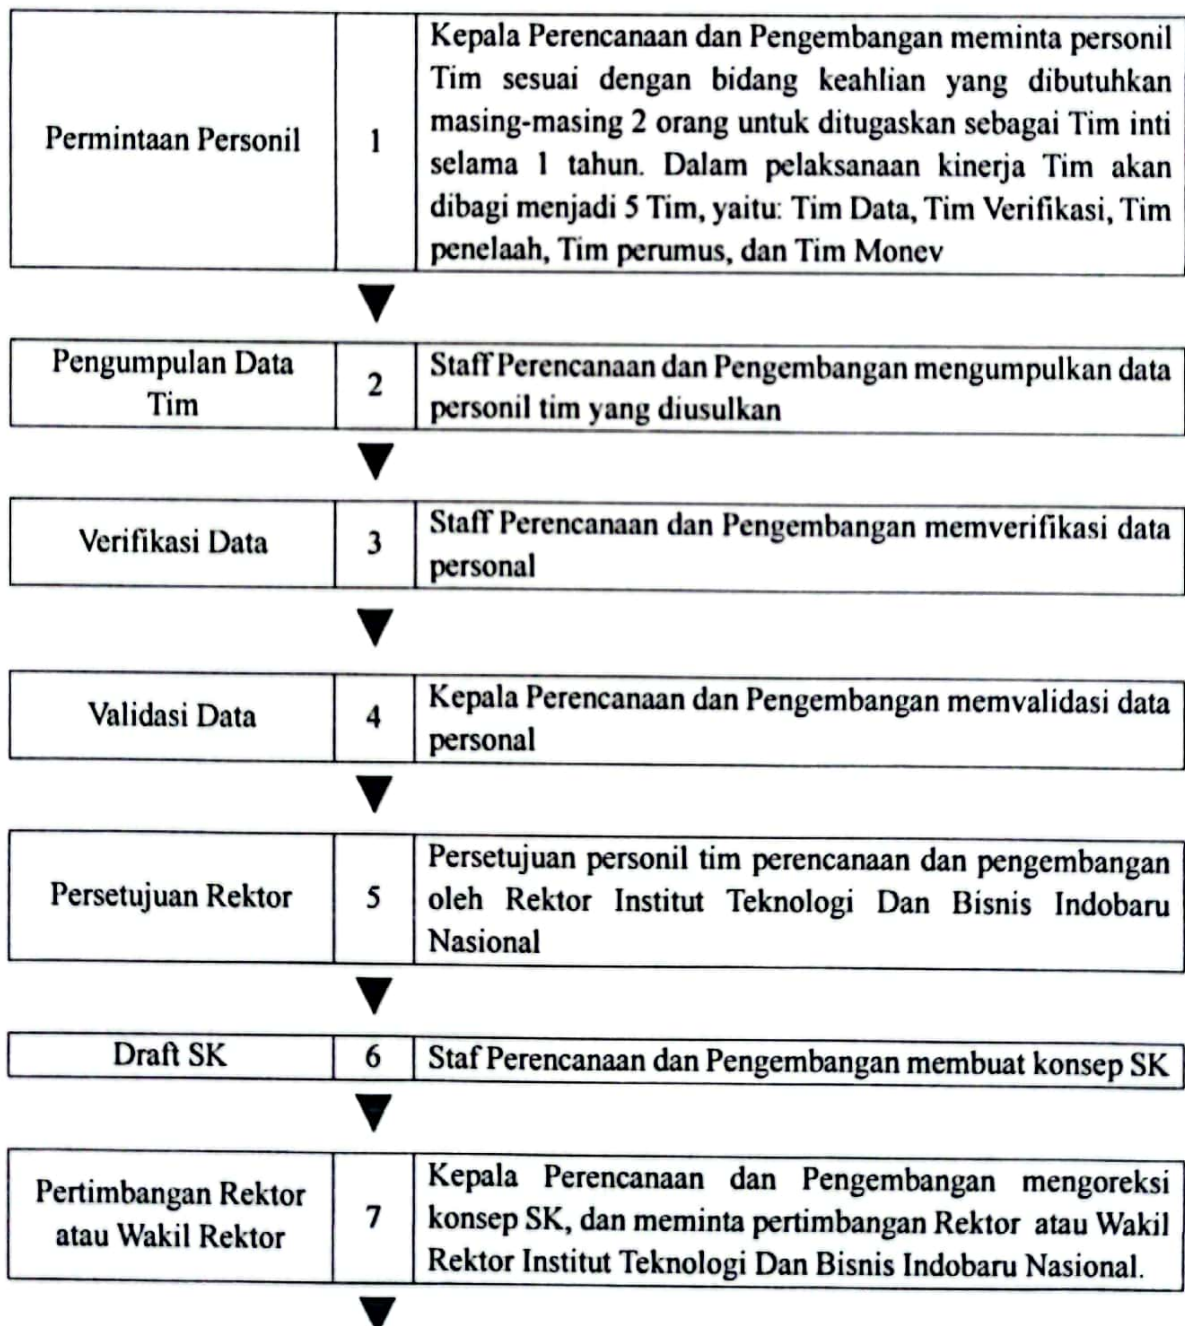 Permintaan Personil
1
Kepala Perencanaan dan Pengembangan meminta personil
Tim sesuai dengan bidang keahlian yang dibutuhkan
masing-masing 2 orang untuk ditugaskan sebagai Tim inti
selama 1 tahun. Dalam pelaksanaan kinerja Tim akan
dibagi menjadi 5 Tim, yaitu: Tim Data, Tim Verifikasi, Tim
penelaah, Tim perumus, dan Tim Monev
Pengumpulan Data
Tim
2
Staff Perencanaan dan Pengembangan mengumpulkan data
personil tim yang diusulkan
Verifikasi Data
3
Staff Perencanaan dan Pengembangan memverifikasi data
personal
Validasi Data
4
Kepala Perencanaan dan Pengembangan memvalidasi data
personal
Persetujuan Rektor
5
Persetujuan personil tim perencanaan dan pengembangan
oleh Rektor Institut Teknologi Dan Bisnis Indobaru
Nasional
Draft SK
6
Staf Perencanaan dan Pengembangan membuat konsep SK
Pertimbangan Rektor
atau Wakil Rektor
7
Kepala Perencanaan dan Pengembangan mengoreksi
konsep SK, dan meminta pertimbangan Rektor atau Wakil
Rektor Institut Teknologi Dan Bisnis Indobaru Nasional.